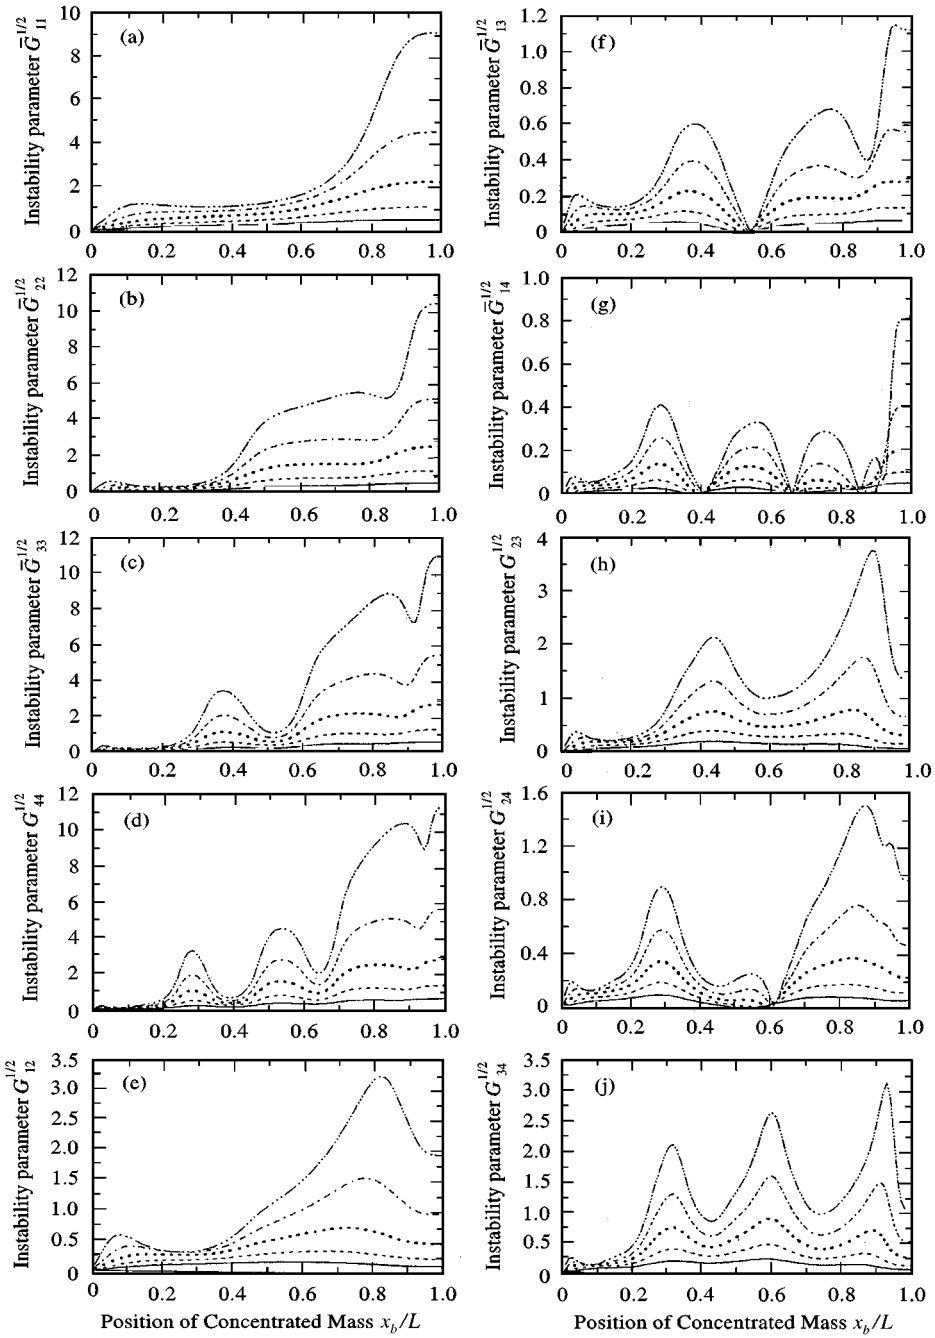 Instability parameter G̅₁₁^1/2
(a)
10
8
6
4
2
0
0 0.2 0.4 0.6 0.8 1.0
Instability parameter G̅₂₂^1/2
(b)
12
10
8
6
4
2
0
0 0.2 0.4 0.6 0.8 1.0
Instability parameter G̅₃₃^1/2
(c)
12
10
8
6
4
2
0
0 0.2 0.4 0.6 0.8 1.0
Instability parameter G₄₄^1/2
(d)
12
10
8
6
4
2
0
0 0.2 0.4 0.6 0.8 1.0
Instability parameter G₁₂^1/2
(e)
3.5
3.0
2.5
2.0
1.5
1.0
0.5
0
0 0.2 0.4 0.6 0.8 1.0
Position of Concentrated Mass x_b/L
Instability parameter G̅₁₃^1/2
(f)
1.2
1.0
0.8
0.6
0.4
0.2
0
0 0.2 0.4 0.6 0.8 1.0
Instability parameter G̅₁₄^1/2
(g)
1.0
0.8
0.6
0.4
0.2
0
0 0.2 0.4 0.6 0.8 1.0
Instability parameter G₂₃^1/2
(h)
4
3
2
1
0
0 0.2 0.4 0.6 0.8 1.0
Instability parameter G₂₄^1/2
(i)
1.6
1.2
0.8
0.4
0
0 0.2 0.4 0.6 0.8 1.0
Instability parameter G₃₄^1/2
(j)
3.5
3.0
2.5
2.0
1.5
1.0
0.5
0
0 0.2 0.4 0.6 0.8 1.0
Position of Concentrated Mass x_b/L